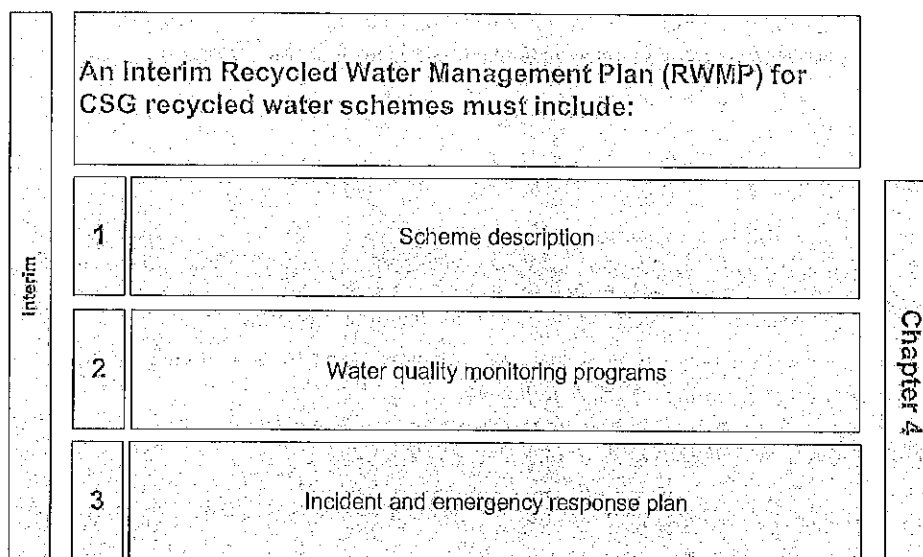 An Interim Recycled Water Management Plan (RWMP) for
CSG recycled water schemes must include:
Interim
1
Scheme description
2
Water quality monitoring programs
3
Incident and emergency response plan
Chapter 4